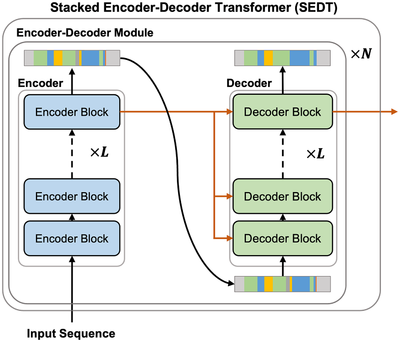 Stacked Encoder-Decoder Transformer (SEDT)
Encoder-Decoder Module
×N
Encoder
Decoder
Encoder Block
Decoder Block
×L
×L
Encoder Block
Decoder Block
Encoder Block
Decoder Block
Input Sequence